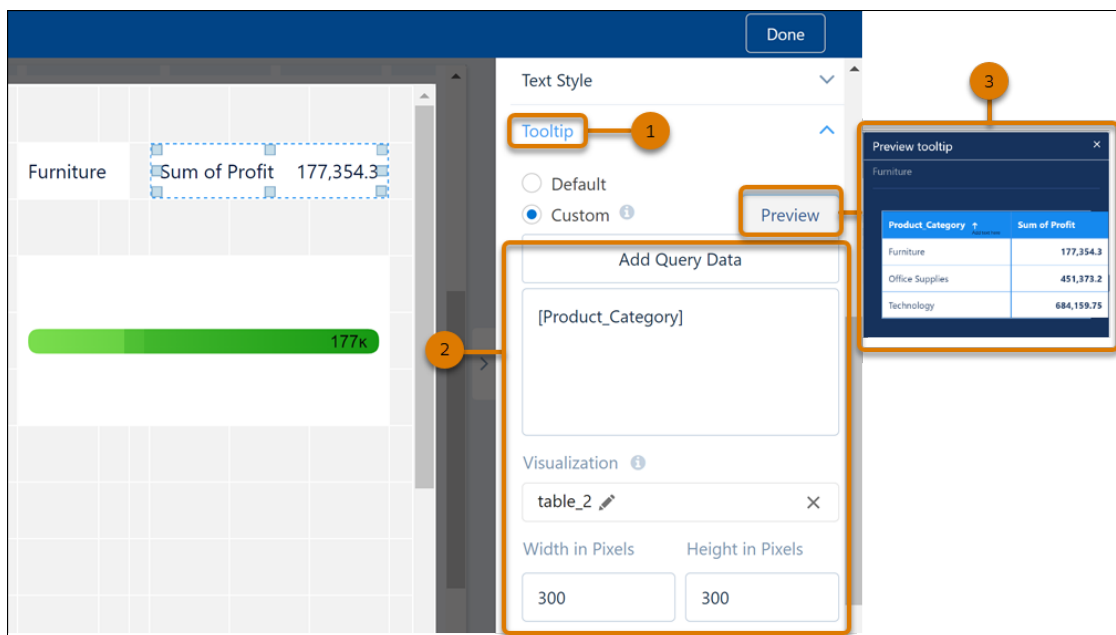 Done
Text Style
Tooltip
1
3
Preview tooltip ×
Furniture
Furniture
Sum of Profit 177,354.3
Default
Custom
Preview
Product_Category ↑
Sum of Profit
Furniture 177,354.3
Office Supplies 451,373.2
Technology 684,159.75
Add Query Data
[Product_Category]
177K
2
Visualization
table_2
Width in Pixels Height in Pixels
300 300